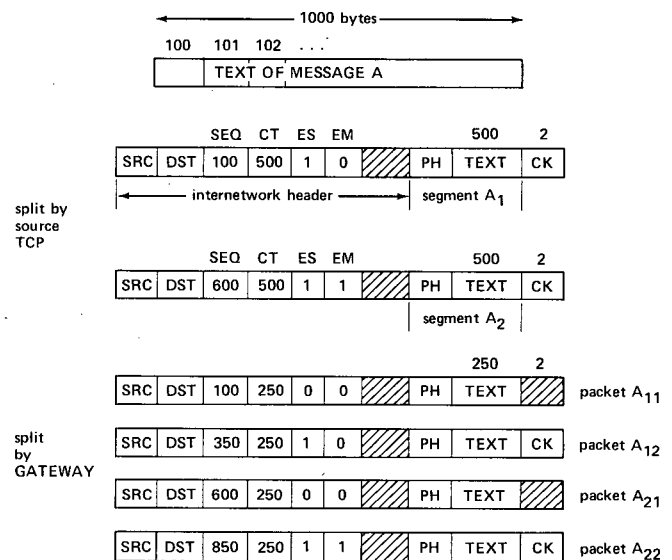 1000 bytes
100 101 102 ...
TEXT OF MESSAGE A
SEQ CT ES EM 500 2
SRC DST 100 500 1 0 PH TEXT CK
internetwork header segment A1
split by
source
TCP
SEQ CT ES EM 500 2
SRC DST 600 500 1 1 PH TEXT CK
segment A2
250 2
SRC DST 100 250 0 0 PH TEXT packet A11
split
by
GATEWAY
SRC DST 350 250 1 0 PH TEXT CK packet A12
SRC DST 600 250 0 0 PH TEXT packet A21
SRC DST 850 250 1 1 PH TEXT CK packet A22